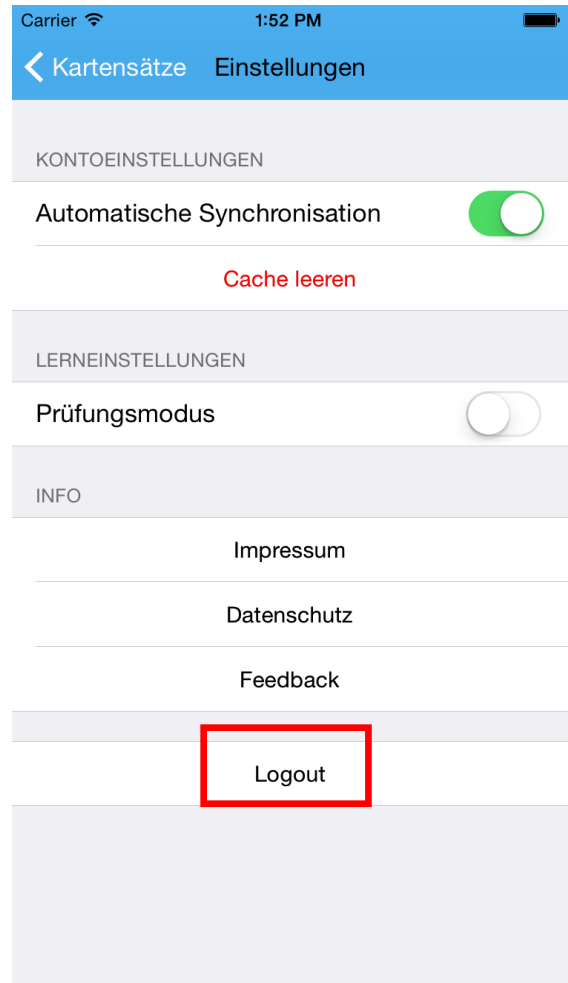 Carrier 1:52 PM
Kartensätze Einstellungen
KONTOEINSTELLUNGEN
Automatische Synchronisation
Cache leeren
LERNEINSTELLUNGEN
Prüfungsmodus
INFO
Impressum
Datenschutz
Feedback
Logout